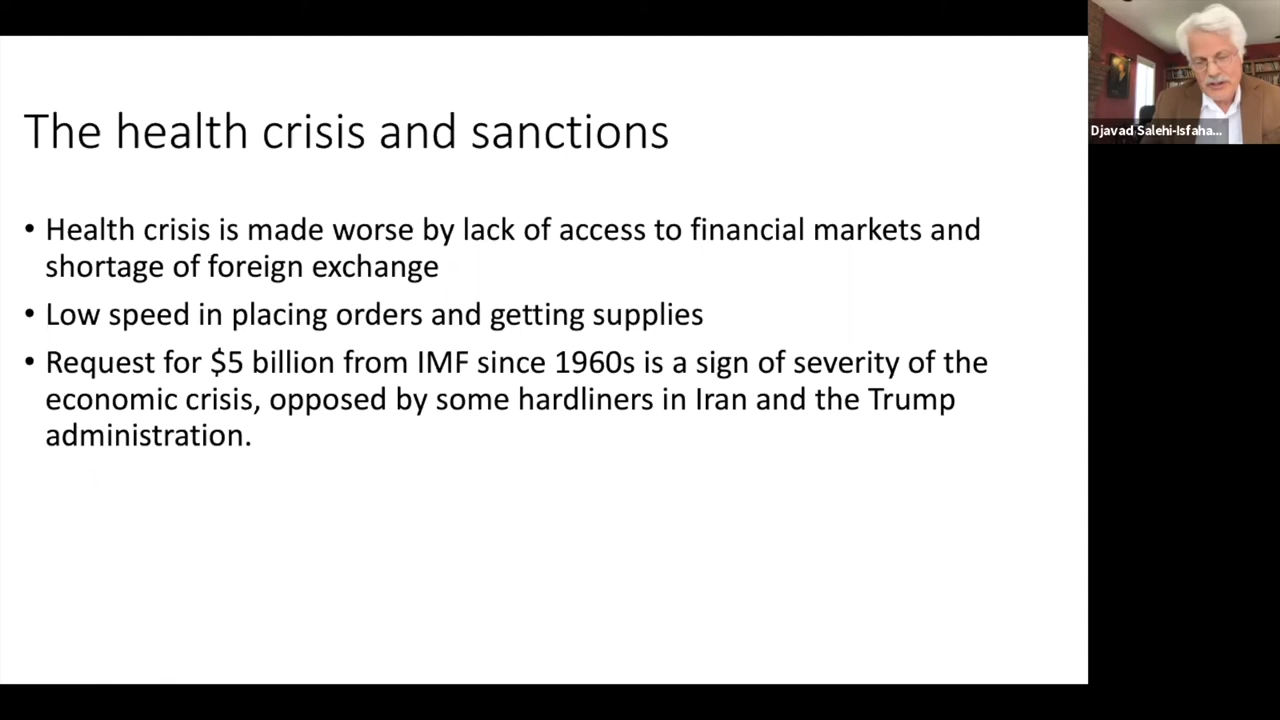 The health crisis and sanctions
• Health crisis is made worse by lack of access to financial markets and
shortage of foreign exchange
• Low speed in placing orders and getting supplies
• Request for $5 billion from IMF since 1960s is a sign of severity of the
economic crisis, opposed by some hardliners in Iran and the Trump
administration.
Djavad Salehi-Isfaha...